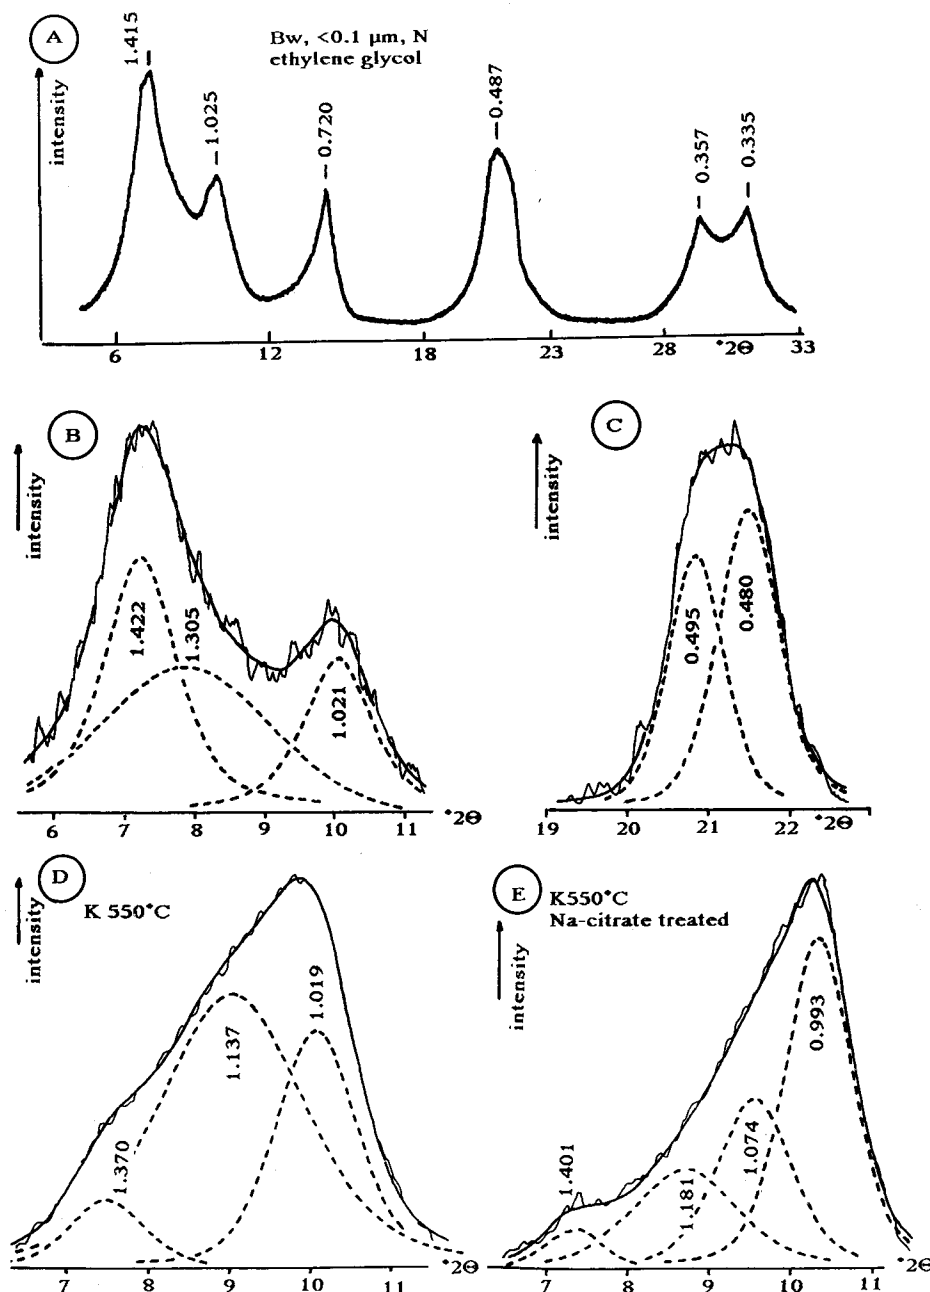 A
Bw, <0.1 µm, N
ethylene glycol
intensity
1.415
1.025
0.720
0.487
0.357
0.335
6 12 18 23 28 °2Θ 33
B
intensity
1.422
1.305
1.021
6 7 8 9 10 11 °2Θ
C
intensity
0.495
0.480
19 20 21 22 °2Θ
D
K 550°C
intensity
1.370
1.137
1.019
7 8 9 10 11 °2Θ
E
K550°C
Na-citrate treated
intensity
1.401
1.181
1.074
0.993
7 8 9 10 11 °2Θ